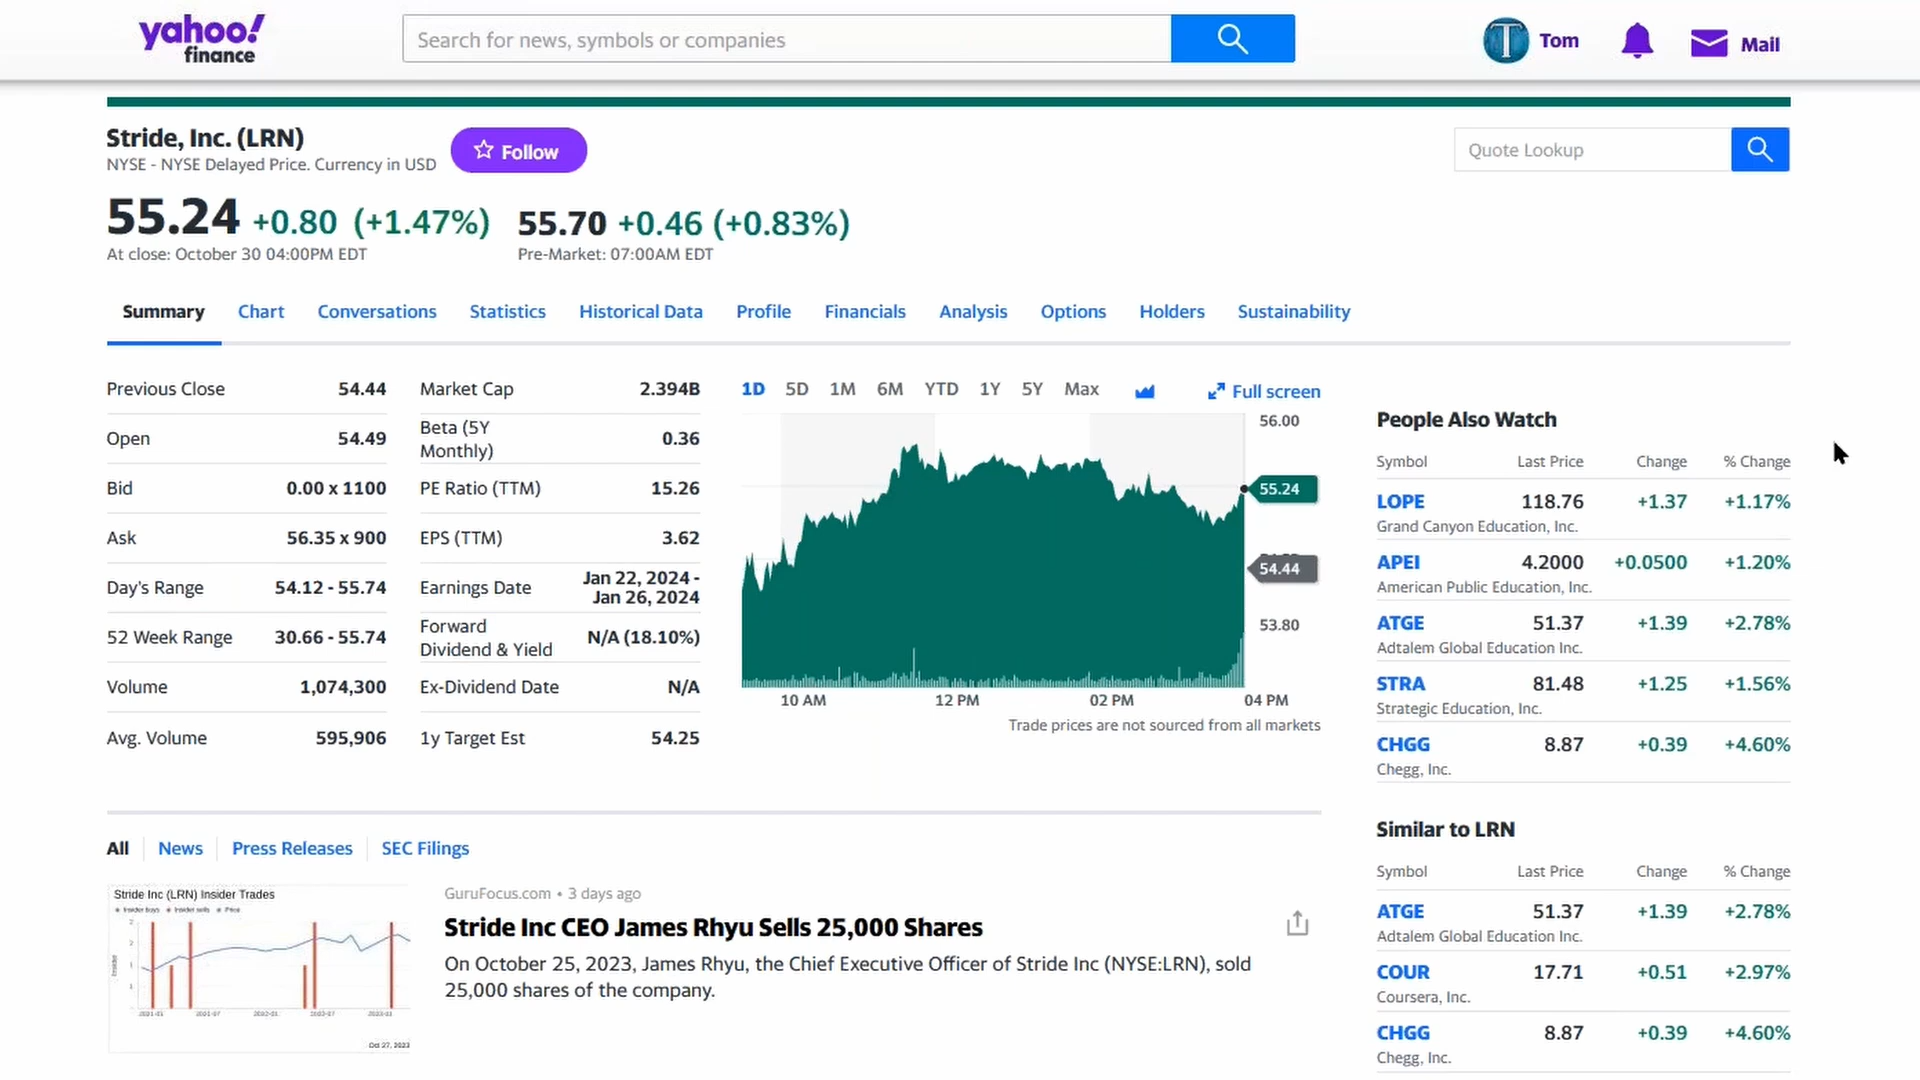 yahoo!
finance
Search for news, symbols or companies
Tom
Mail
Stride, Inc. (LRN)
NYSE - NYSE Delayed Price. Currency in USD
Follow
Quote Lookup
55.24 +0.80 (+1.47%)
At close: October 30 04:00PM EDT
55.70 +0.46 (+0.83%)
Pre-Market: 07:00AM EDT
Summary Chart Conversations Statistics Historical Data Profile Financials Analysis Options Holders Sustainability
Previous Close 54.44
Open 54.49
Bid 0.00 x 1100
Ask 56.35 x 900
Day's Range 54.12 - 55.74
52 Week Range 30.66 - 55.74
Volume 1,074,300
Avg. Volume 595,906
Market Cap 2.394B
Beta (5Y
Monthly) 0.36
PE Ratio (TTM) 15.26
EPS (TTM) 3.62
Earnings Date Jan 22, 2024 -
Jan 26, 2024
Forward
Dividend & Yield N/A (18.10%)
Ex-Dividend Date N/A
1y Target Est 54.25
1D 5D 1M 6M YTD 1Y 5Y Max Full screen
56.00
55.24
54.44
53.80
10 AM 12 PM 02 PM 04 PM
Trade prices are not sourced from all markets
People Also Watch
Symbol Last Price Change % Change
LOPE 118.76 +1.37 +1.17%
Grand Canyon Education, Inc.
APEI 4.2000 +0.0500 +1.20%
American Public Education, Inc.
ATGE 51.37 +1.39 +2.78%
Adtalem Global Education Inc.
STRA 81.48 +1.25 +1.56%
Strategic Education, Inc.
CHGG 8.87 +0.39 +4.60%
Chegg, Inc.
Similar to LRN
Symbol Last Price Change % Change
ATGE 51.37 +1.39 +2.78%
Adtalem Global Education Inc.
COUR 17.71 +0.51 +2.97%
Coursera, Inc.
CHGG 8.87 +0.39 +4.60%
Chegg, Inc.
All News Press Releases SEC Filings
Stride Inc (LRN) Insider Trades
Insider buys Insider sells Price
Oct 27, 2023
GuruFocus.com • 3 days ago
Stride Inc CEO James Rhyu Sells 25,000 Shares
On October 25, 2023, James Rhyu, the Chief Executive Officer of Stride Inc (NYSE:LRN), sold
25,000 shares of the company.